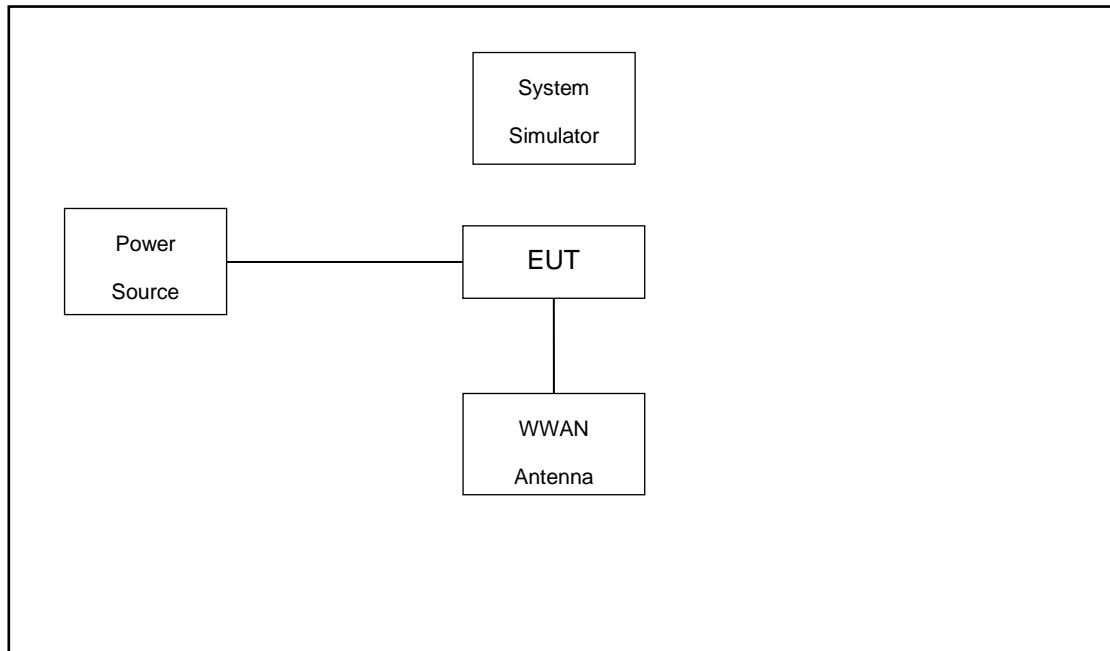 System
Simulator
Power
Source
EUT
WWAN
Antenna